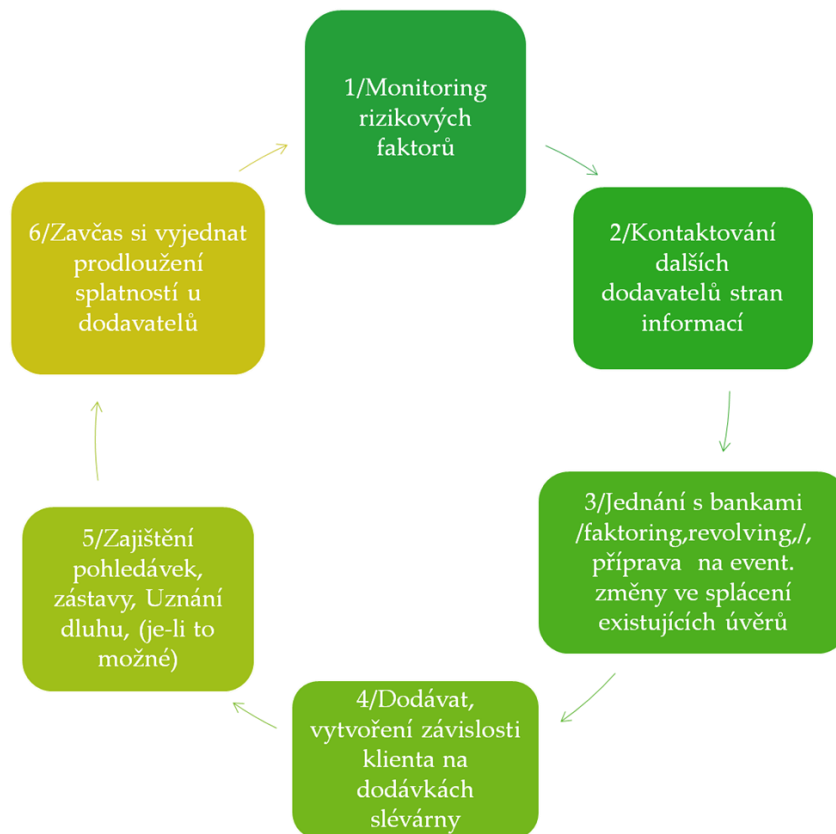 1/Monitoring
rizikových
faktorů
2/Kontaktování
dalších
dodavatelů stran
informací
3/Jednání s bankami
/faktoring,revolving,/,
příprava  na event.
změny ve splácení
existujících úvěrů
4/Dodávat,
vytvoření závislosti
klienta na
dodávkách
slévárny
5/Zajištění
pohledávek,
zástavy, Uznání
dluhu, (je-li to
možné)
6/Zavčas si vyjednat
prodloužení
splatností u
dodavatelů